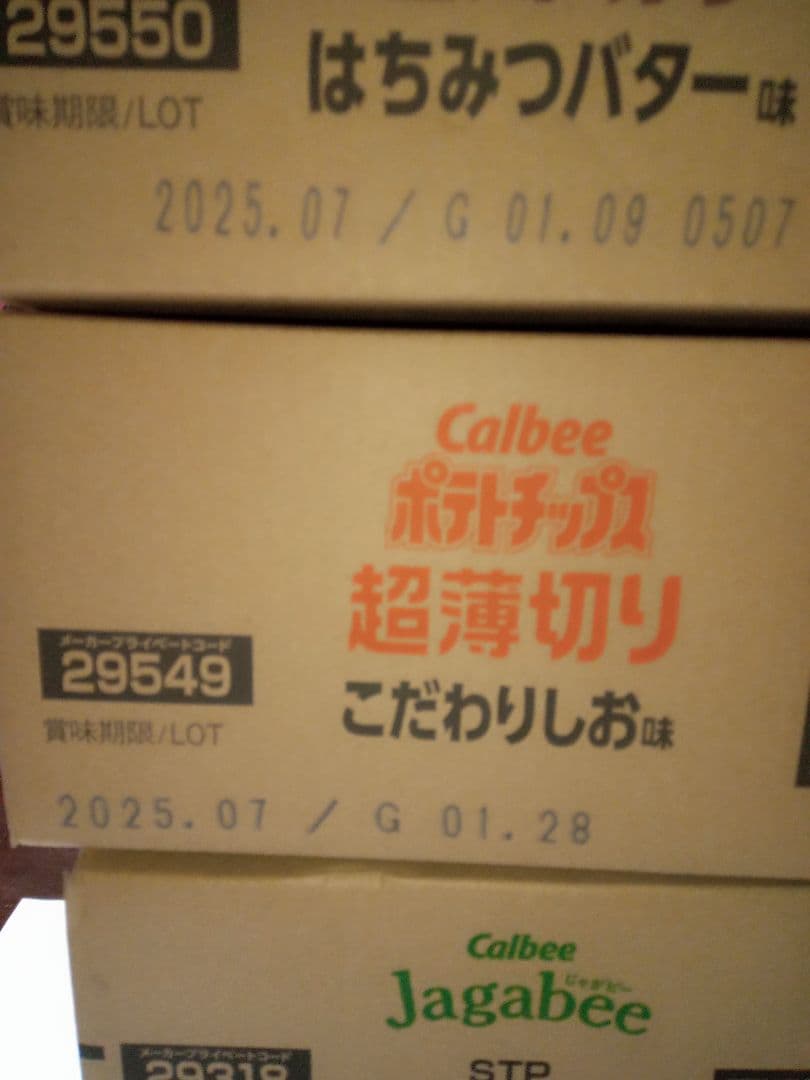 29550
はちみつバター味
賞味期限/LOT
2025.07 / G 01.09 0507
Calbee
ポテトチップス
超薄切り
メーカープライベートコード
29549
こだわりしお味
賞味期限/LOT
2025.07 / G 01.28
Calbee
じゃがビー
Jagabee
メーカープライベートコード
29318
STP